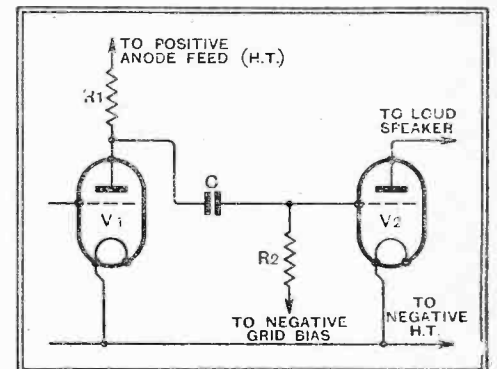 TO POSITIVE
ANODE FEED (H.T.)
R1
TO LOUD
SPEAKER
C
V1
V2
R2
TO NEGATIVE
GRID BIAS
TO
NEGATIVE
H.T.